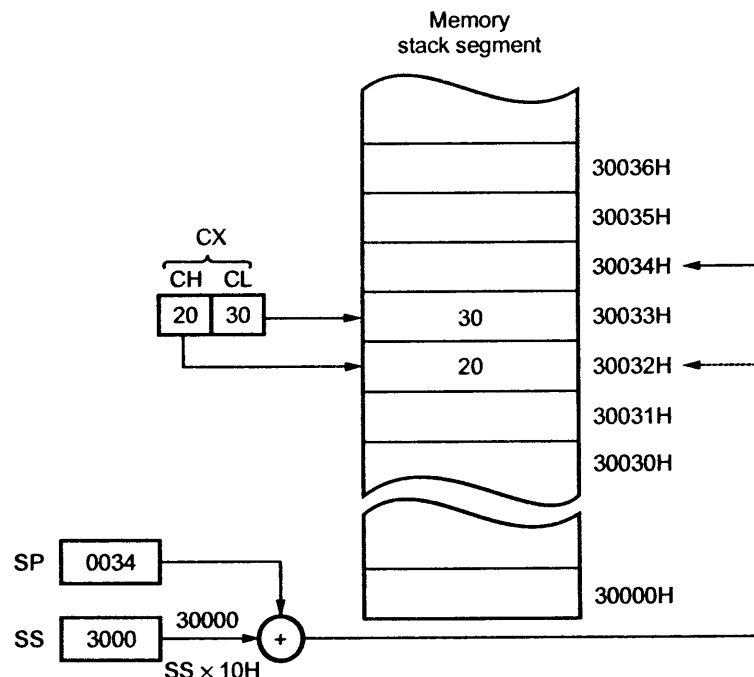 Memory
stack segment
30036H
30035H
CX
30034H
CH CL
20 30
30 30033H
20 30032H
30031H
30030H
SP 0034
30000H
SS 3000 30000 +
SS × 10H